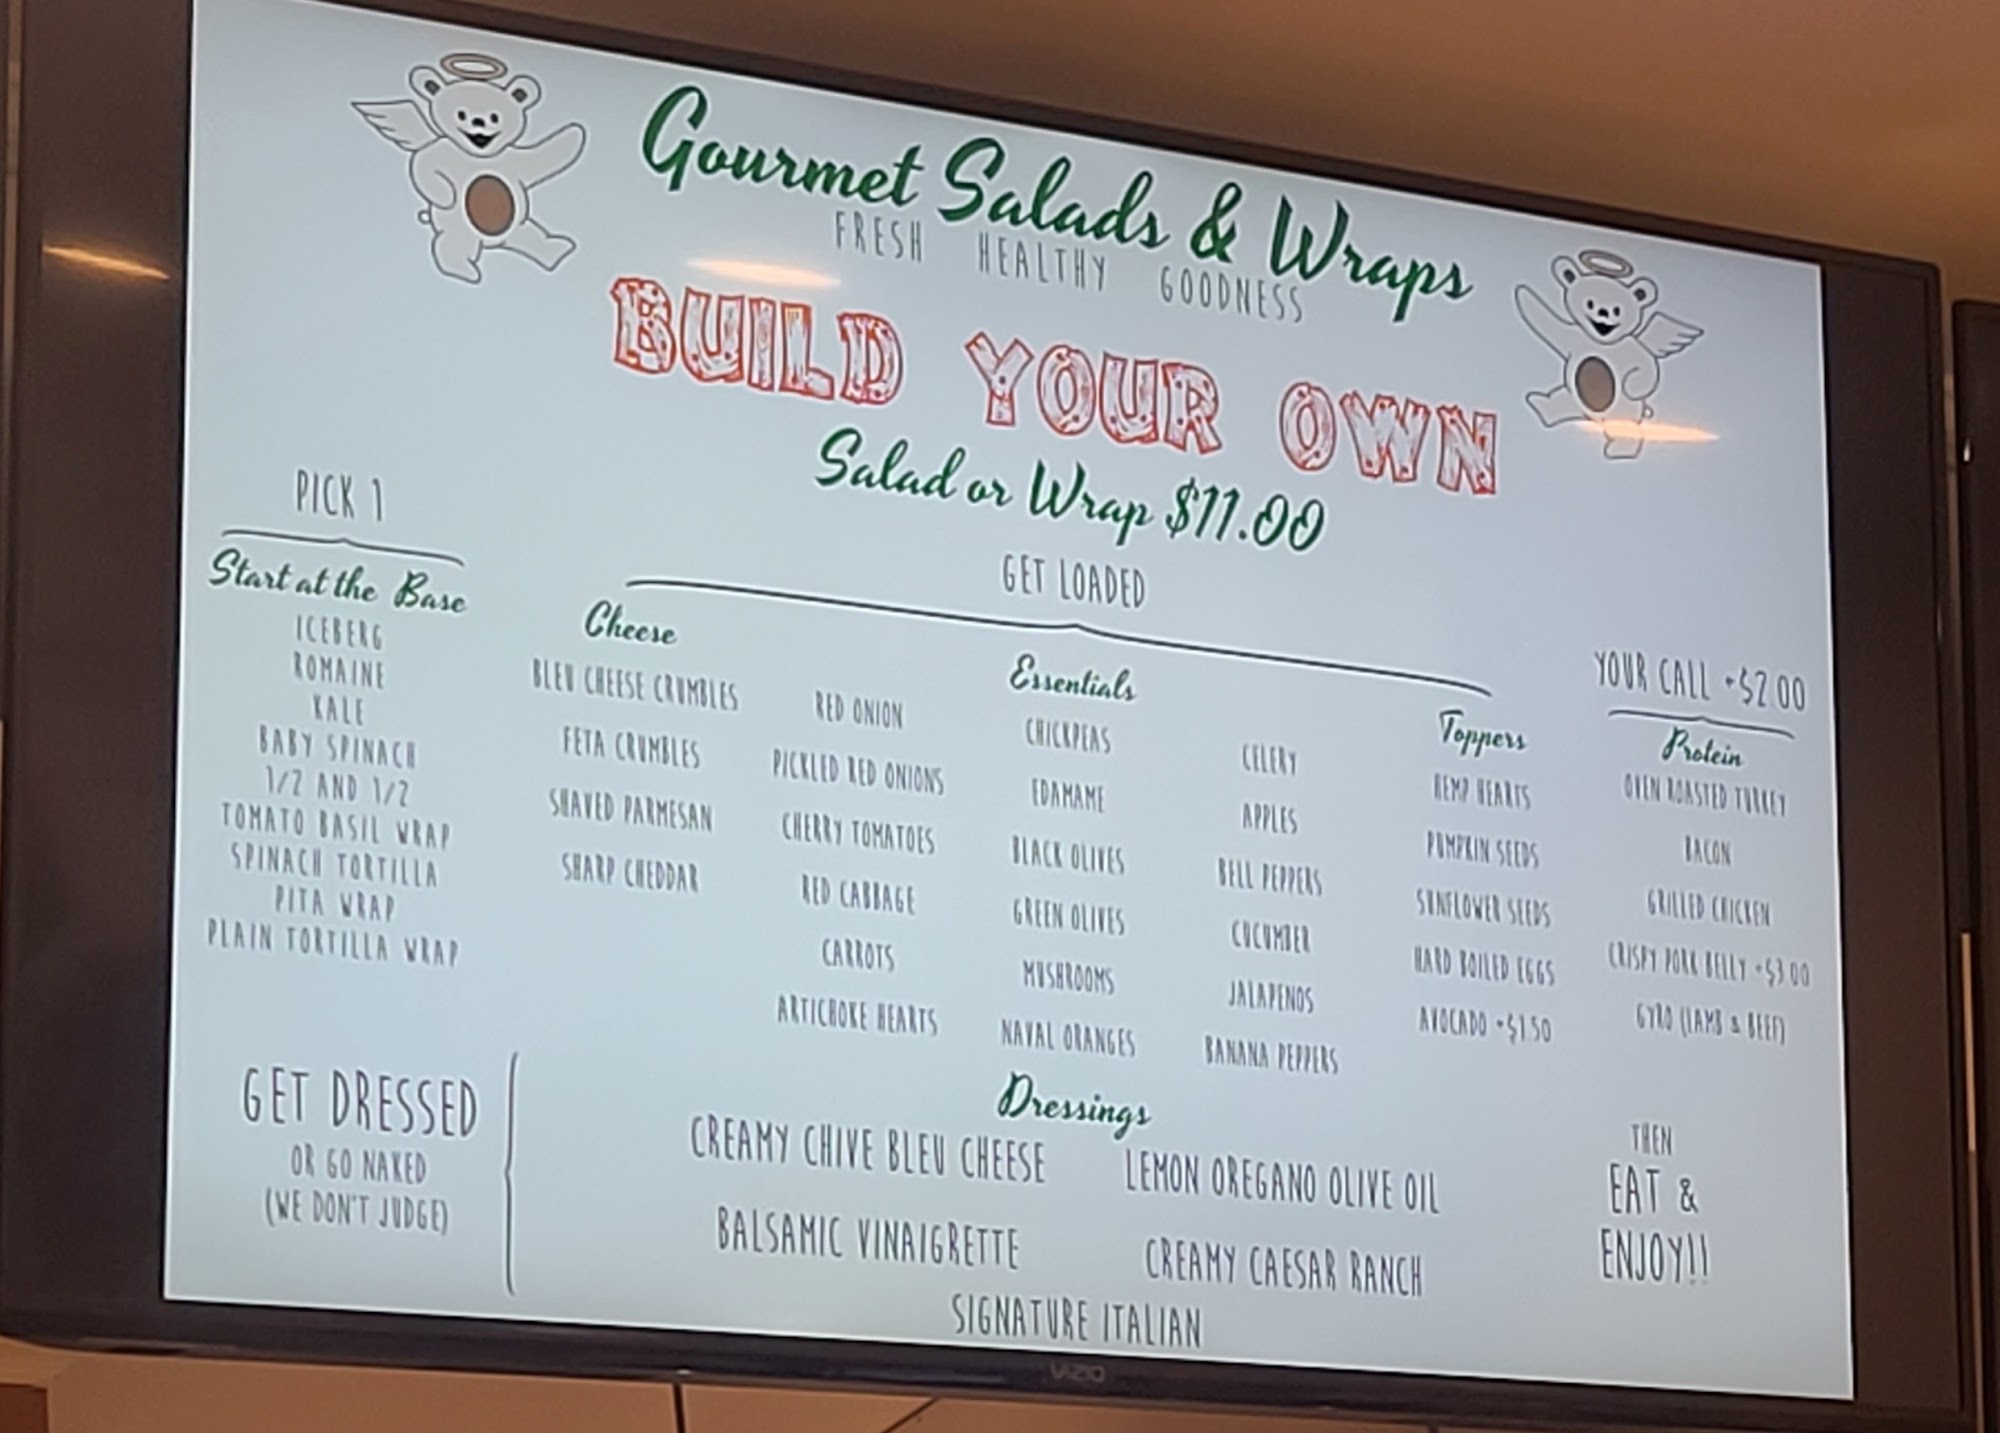 Gourmet Salads & Wraps
FRESH HEALTHY GOODNESS
BUILD YOUR OWN
Salad or Wrap $11.00
PICK 1
Start at the Base
ICEBERG
ROMAINE
KALE
BABY SPINACH
1/2 AND 1/2
TOMATO BASIL WRAP
SPINACH TORTILLA
PITA WRAP
PLAIN TORTILLA WRAP
GET LOADED
Cheese
BLEU CHEESE CRUMBLES
FETA CRUMBLES
SHAVED PARMESAN
SHARP CHEDDAR
Essentials
RED ONION
PICKLED RED ONIONS
CHERRY TOMATOES
RED CABBAGE
CARROTS
ARTICHOKE HEARTS
CHICKPEAS
EDAMAME
BLACK OLIVES
GREEN OLIVES
MUSHROOMS
NAVAL ORANGES
CELERY
APPLES
BELL PEPPERS
CUCUMBER
JALAPENOS
BANANA PEPPERS
Toppers
HEMP HEARTS
PUMPKIN SEEDS
SUNFLOWER SEEDS
HARD BOILED EGGS
AVOCADO +$1.50
YOUR CALL +$2.00
Protein
OVEN ROASTED TURKEY
BACON
GRILLED CHICKEN
CRISPY PORK BELLY +$3.00
GYRO (LAMB & BEEF)
GET DRESSED
OR GO NAKED
(WE DON'T JUDGE)
Dressings
CREAMY CHIVE BLEU CHEESE
LEMON OREGANO OLIVE OIL
BALSAMIC VINAIGRETTE
CREAMY CAESAR RANCH
SIGNATURE ITALIAN
THEN
EAT &
ENJOY!!
VIZIO